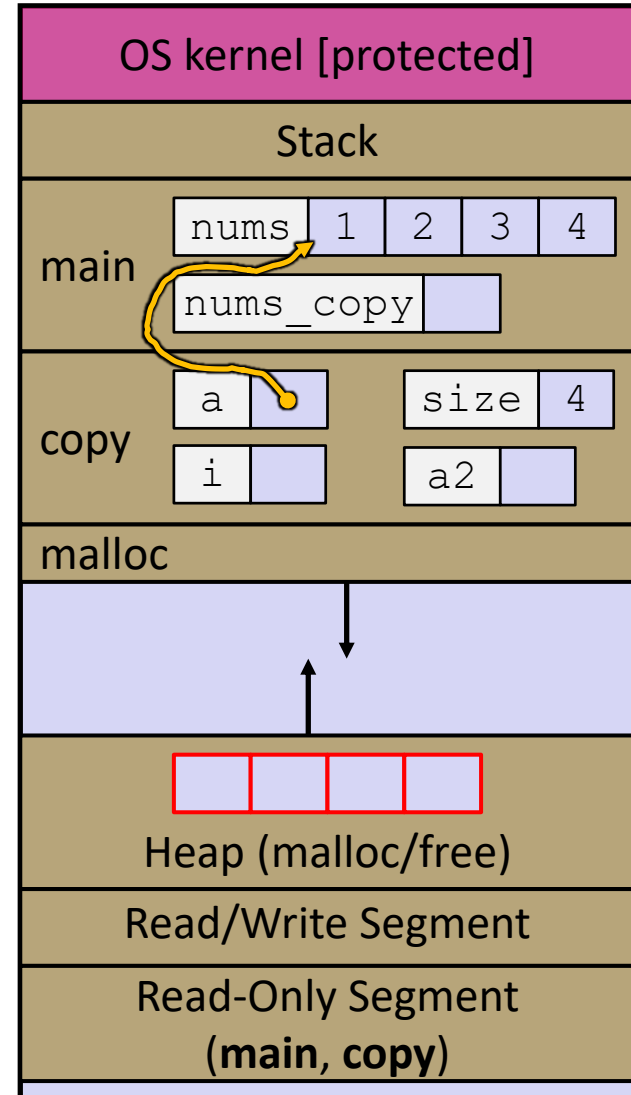 OS kernel [protected]
Stack
main
nums 1 2 3 4
nums_copy
copy
a size 4
i a2
malloc
Heap (malloc/free)
Read/Write Segment
Read-Only Segment
(main, copy)